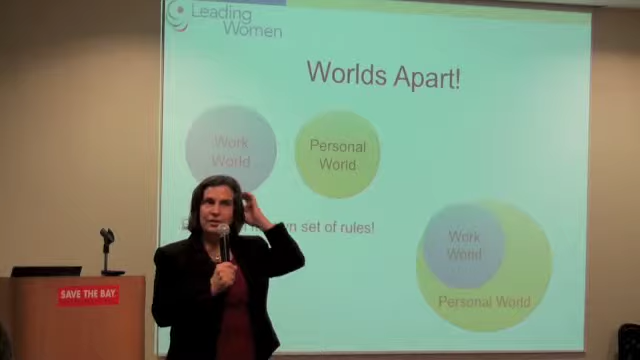 Leading
Women
Worlds Apart!
Work
World
Personal
World
own set of rules!
Work
World
Personal World
SAVE THE BAY.